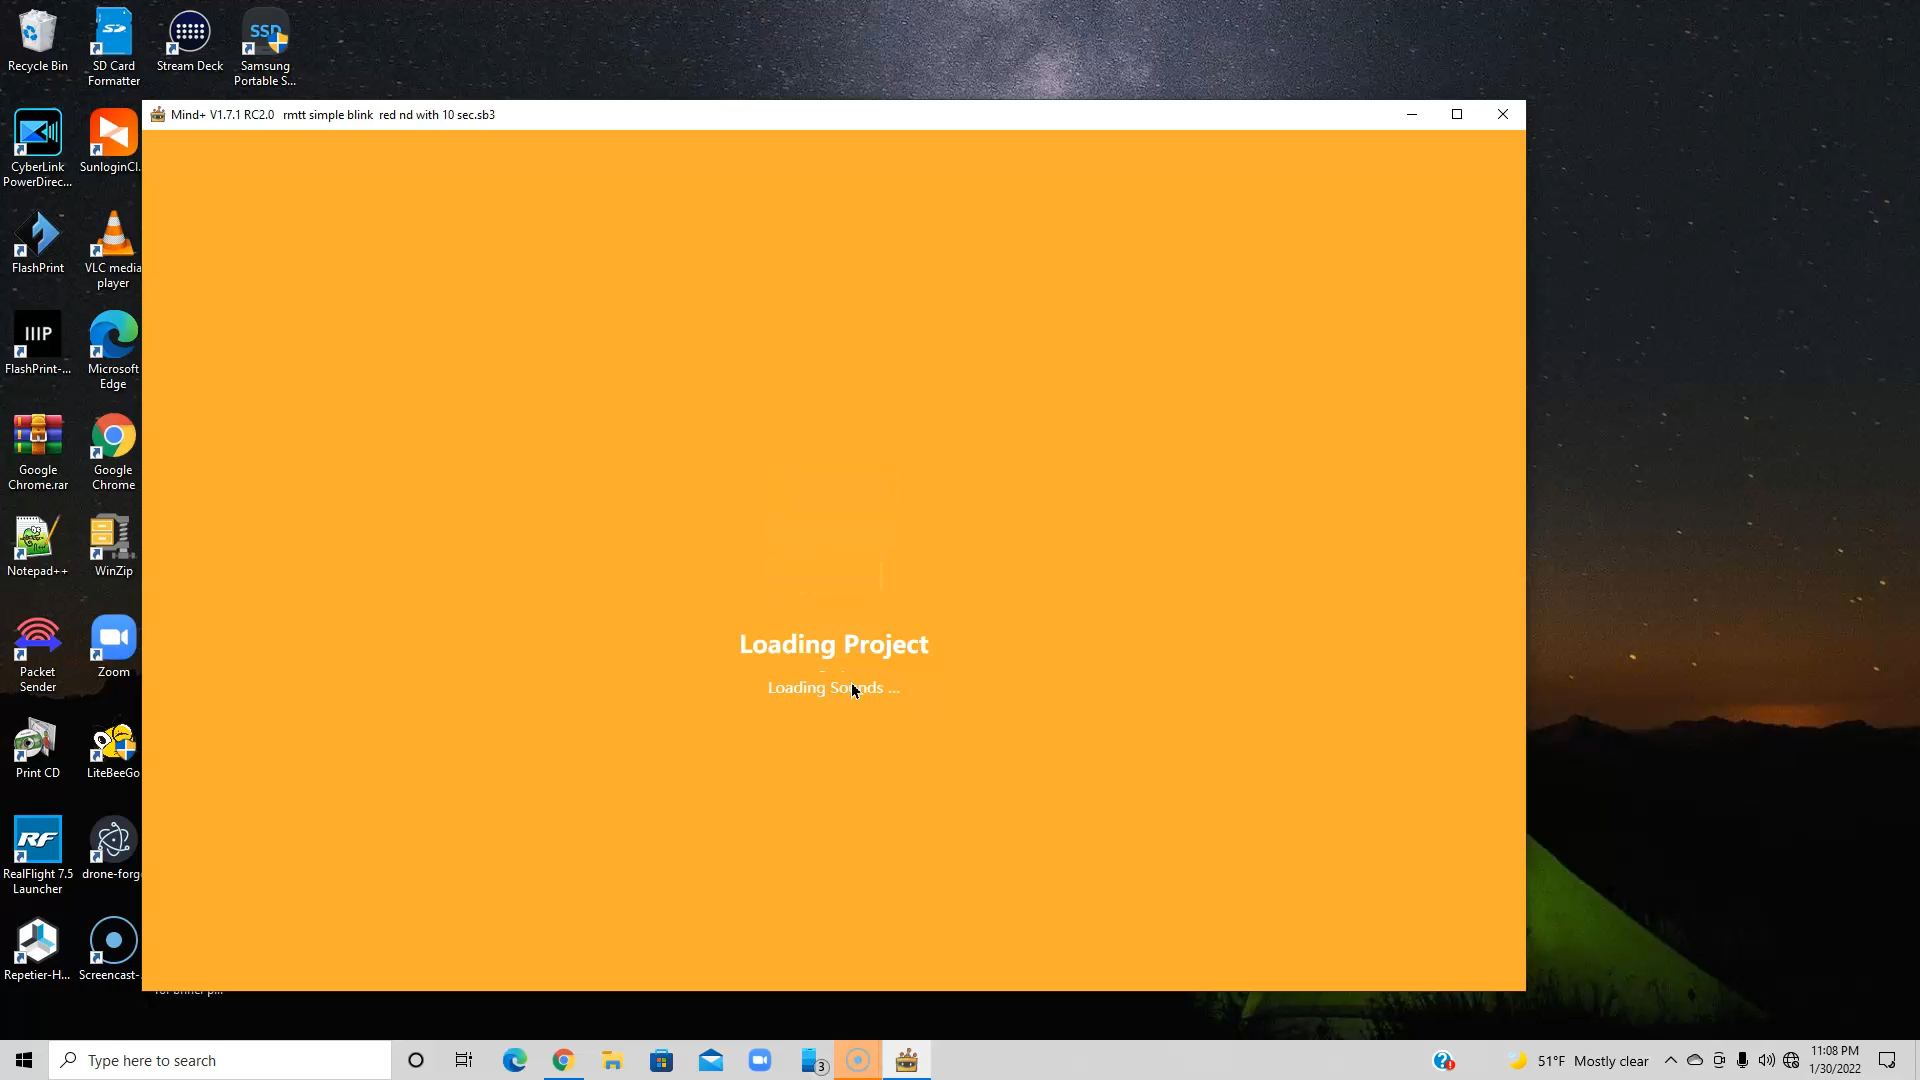 Recycle Bin
SD Card
Formatter
Stream Deck
SSD
Samsung
Portable S...
Mind+ V1.7.1 RC2.0   rmtt simple blink  red nd with 10 sec.sb3
CyberLink
PowerDirec...
SunloginCl.
FlashPrint
VLC media
player
IIIP
FlashPrint-...
Microsoft
Edge
Google
Chrome.rar
Google
Chrome
Notepad++
WinZip
Loading Project
Loading Sounds ...
Packet
Sender
Zoom
Print CD
LiteBeeGo
RF
RealFlight 7.5
Launcher
drone-forg
Repetier-H...
Screencast-
Type here to search
3
51°F Mostly clear
11:08 PM
1/30/2022